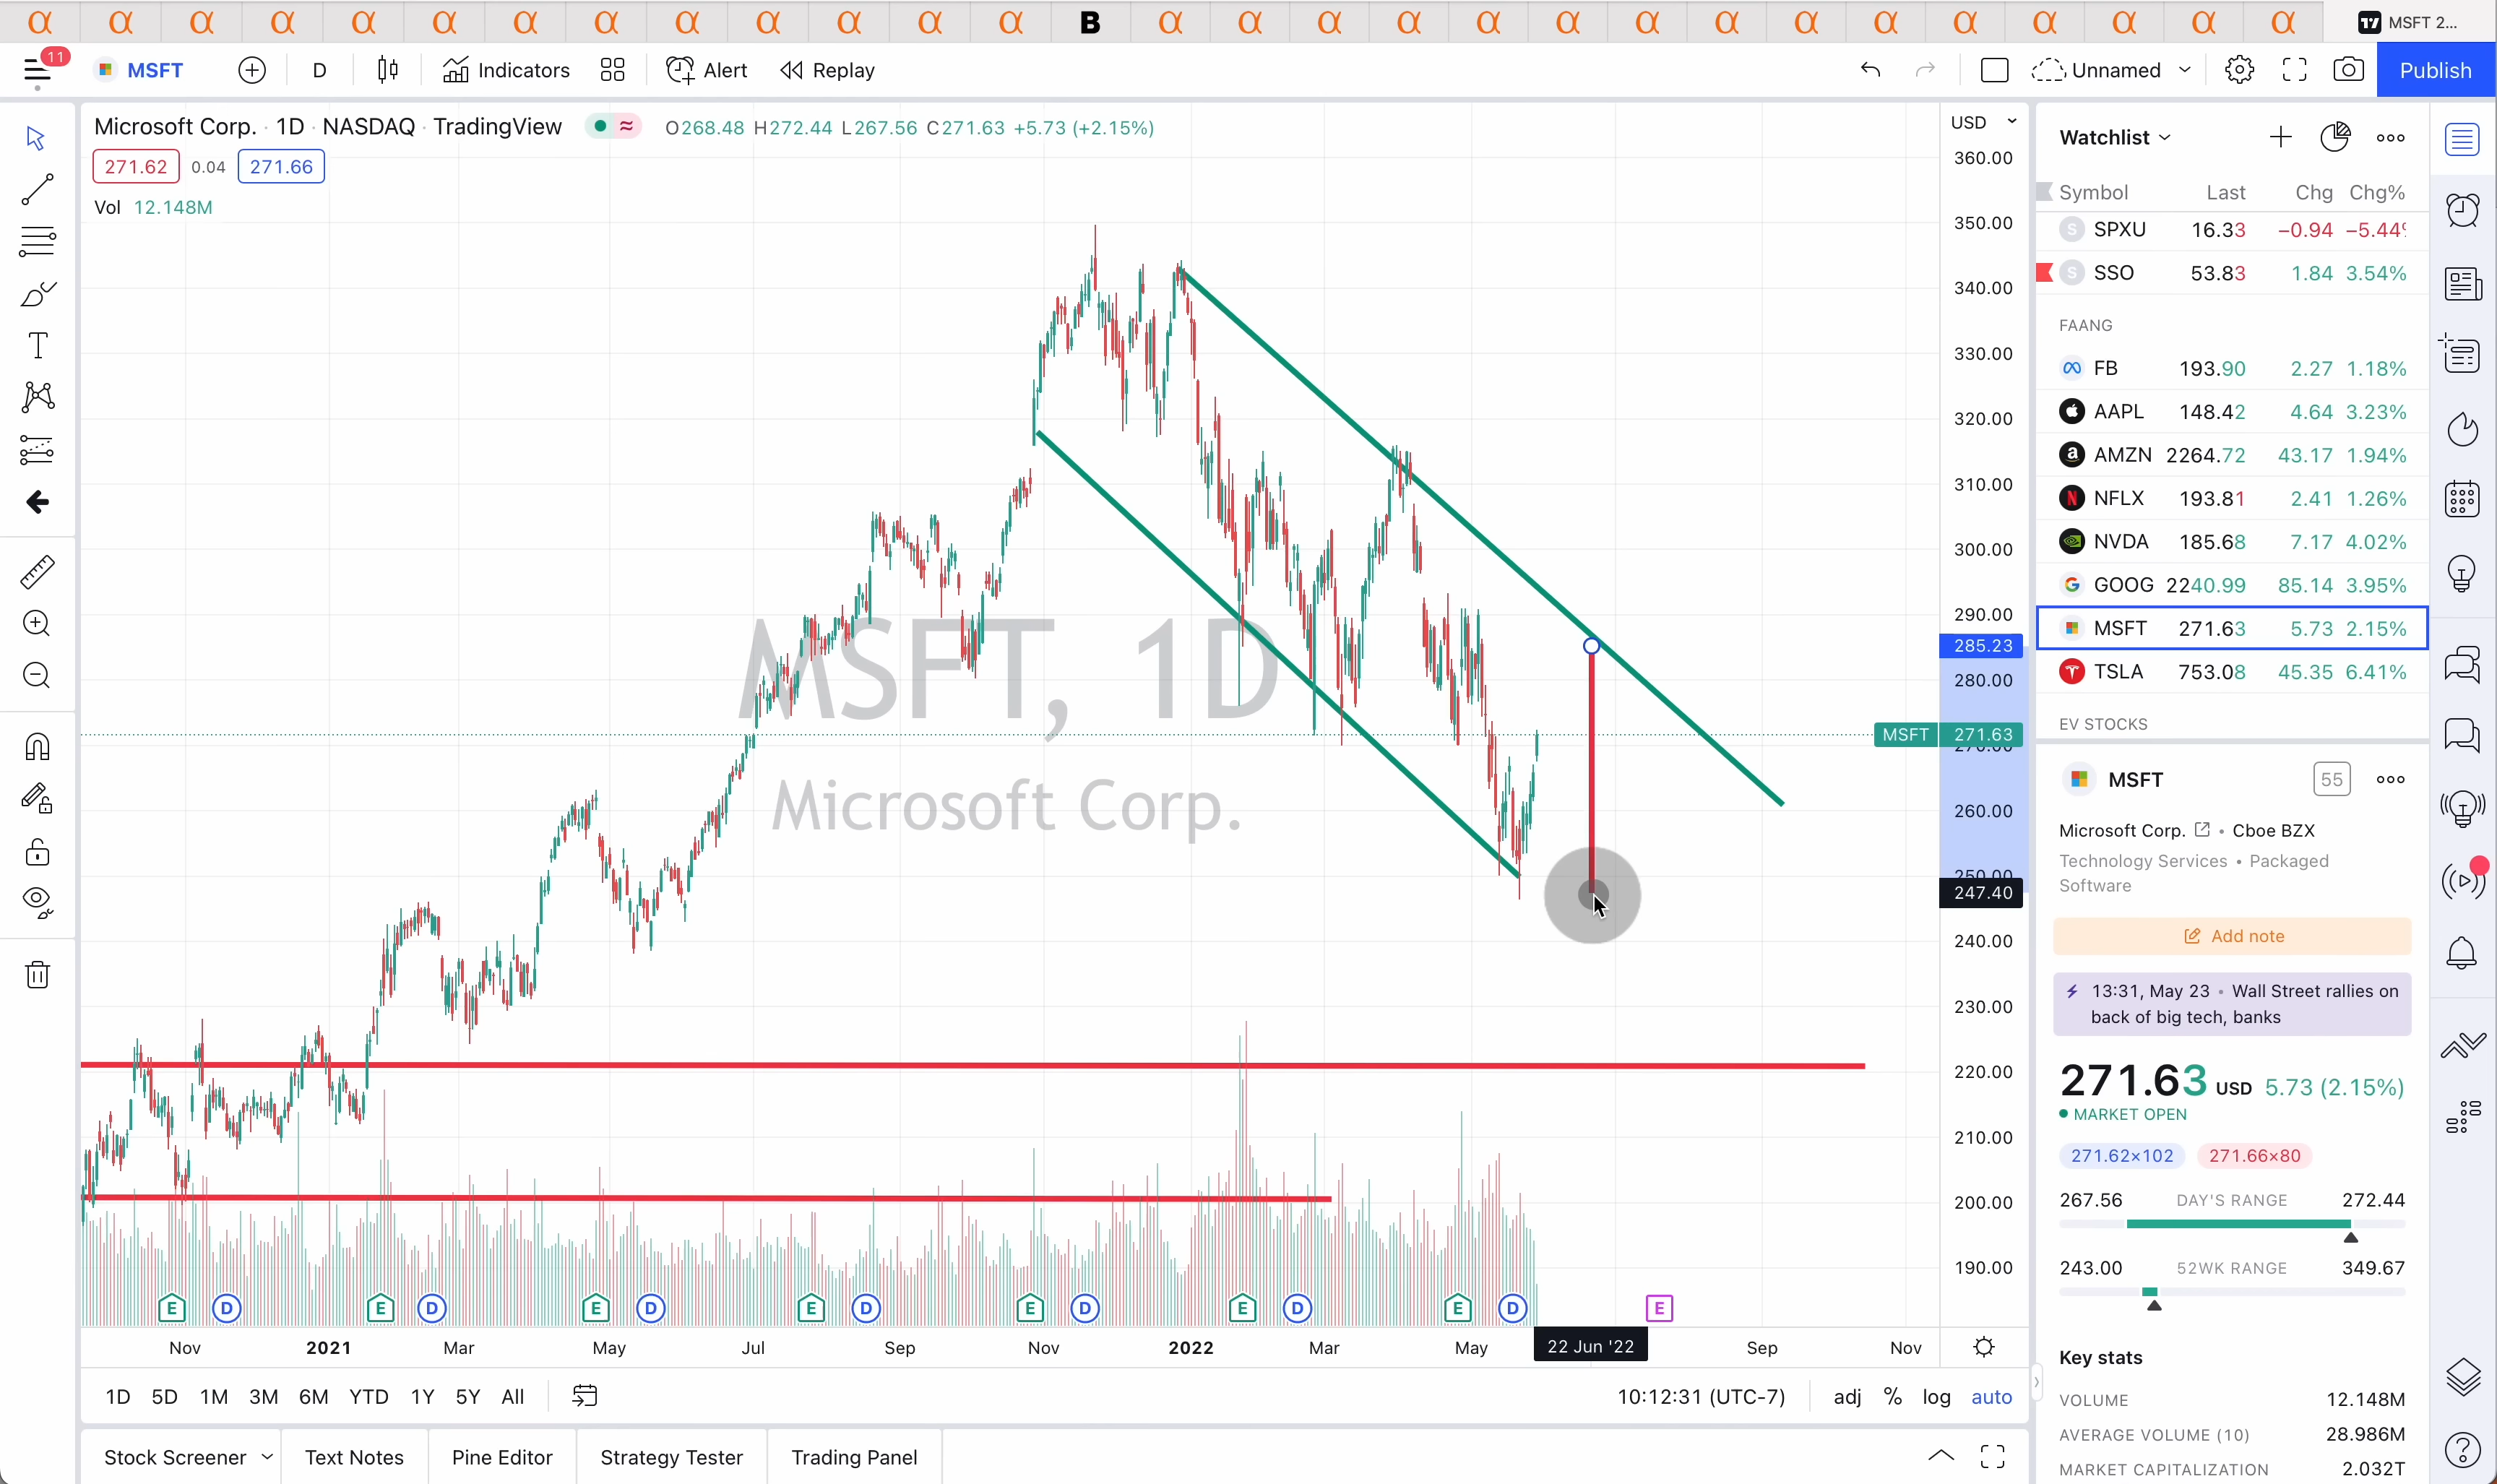 α α α α α α α α α α α α α B α α α α α α α α α α α α α α α MSFT 2...
11 MSFT D Indicators Alert Replay Unnamed Publish
Microsoft Corp. · 1D · NASDAQ · TradingView O268.48 H272.44 L267.56 C271.63 +5.73 (+2.15%)
271.62 0.04 271.66
Vol 12.148M
USD
360.00
350.00
340.00
330.00
320.00
310.00
300.00
290.00
285.23
280.00
MSFT 271.63
270.00
260.00
250.00
247.40
240.00
230.00
220.00
210.00
200.00
190.00
MSFT, 1D
Microsoft Corp.
E D E D E D E D E D E D E D E
Nov 2021 Mar May Jul Sep Nov 2022 Mar May 22 Jun '22 Sep Nov
1D 5D 1M 3M 6M YTD 1Y 5Y All 10:12:31 (UTC-7) adj % log auto
Stock Screener Text Notes Pine Editor Strategy Tester Trading Panel
Watchlist
Symbol Last Chg Chg%
S SPXU 16.33 −0.94 −5.44
S SSO 53.83 1.84 3.54%
FAANG
FB 193.90 2.27 1.18%
AAPL 148.42 4.64 3.23%
AMZN 2264.72 43.17 1.94%
NFLX 193.81 2.41 1.26%
NVDA 185.68 7.17 4.02%
GOOG 2240.99 85.14 3.95%
MSFT 271.63 5.73 2.15%
TSLA 753.08 45.35 6.41%
EV STOCKS
MSFT 55
Microsoft Corp. • Cboe BZX
Technology Services • Packaged
Software
Add note
13:31, May 23 • Wall Street rallies on
back of big tech, banks
271.63 USD 5.73 (2.15%)
MARKET OPEN
271.62×102 271.66×80
267.56 DAY'S RANGE 272.44
243.00 52WK RANGE 349.67
Key stats
VOLUME 12.148M
AVERAGE VOLUME (10) 28.986M
MARKET CAPITALIZATION 2.032T